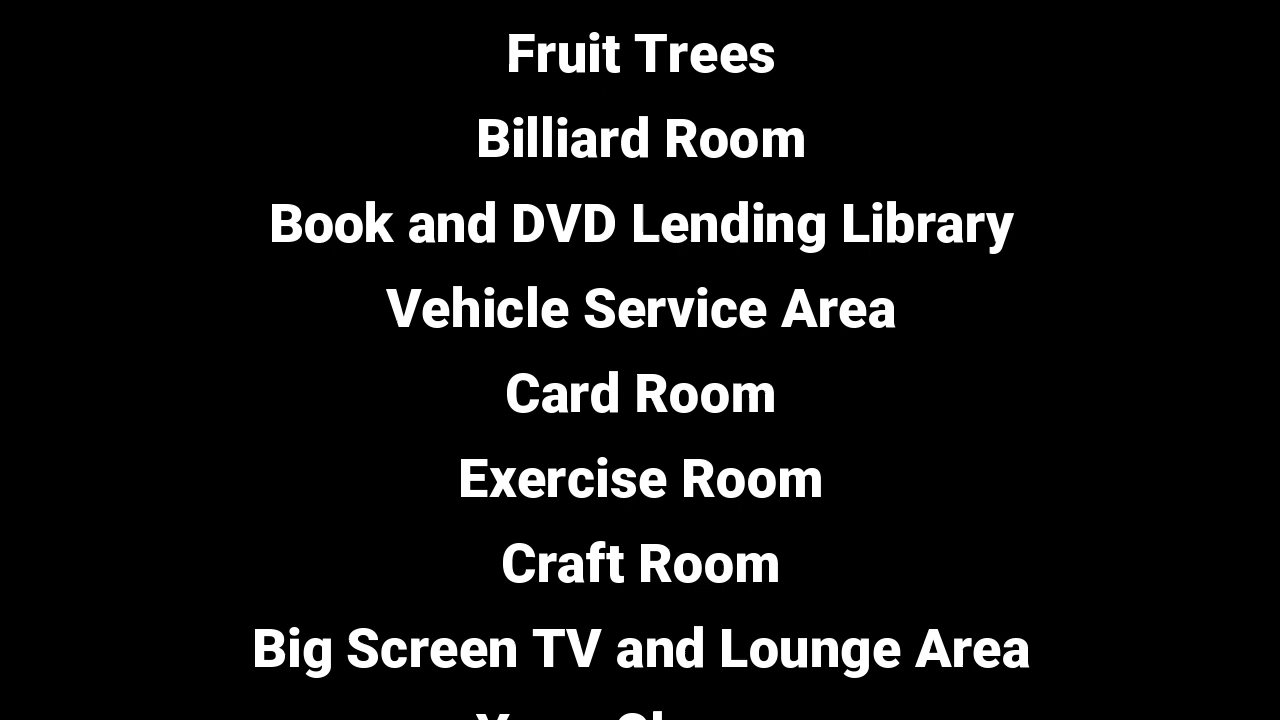 Fruit Trees
Billiard Room
Book and DVD Lending Library
Vehicle Service Area
Card Room
Exercise Room
Craft Room
Big Screen TV and Lounge Area